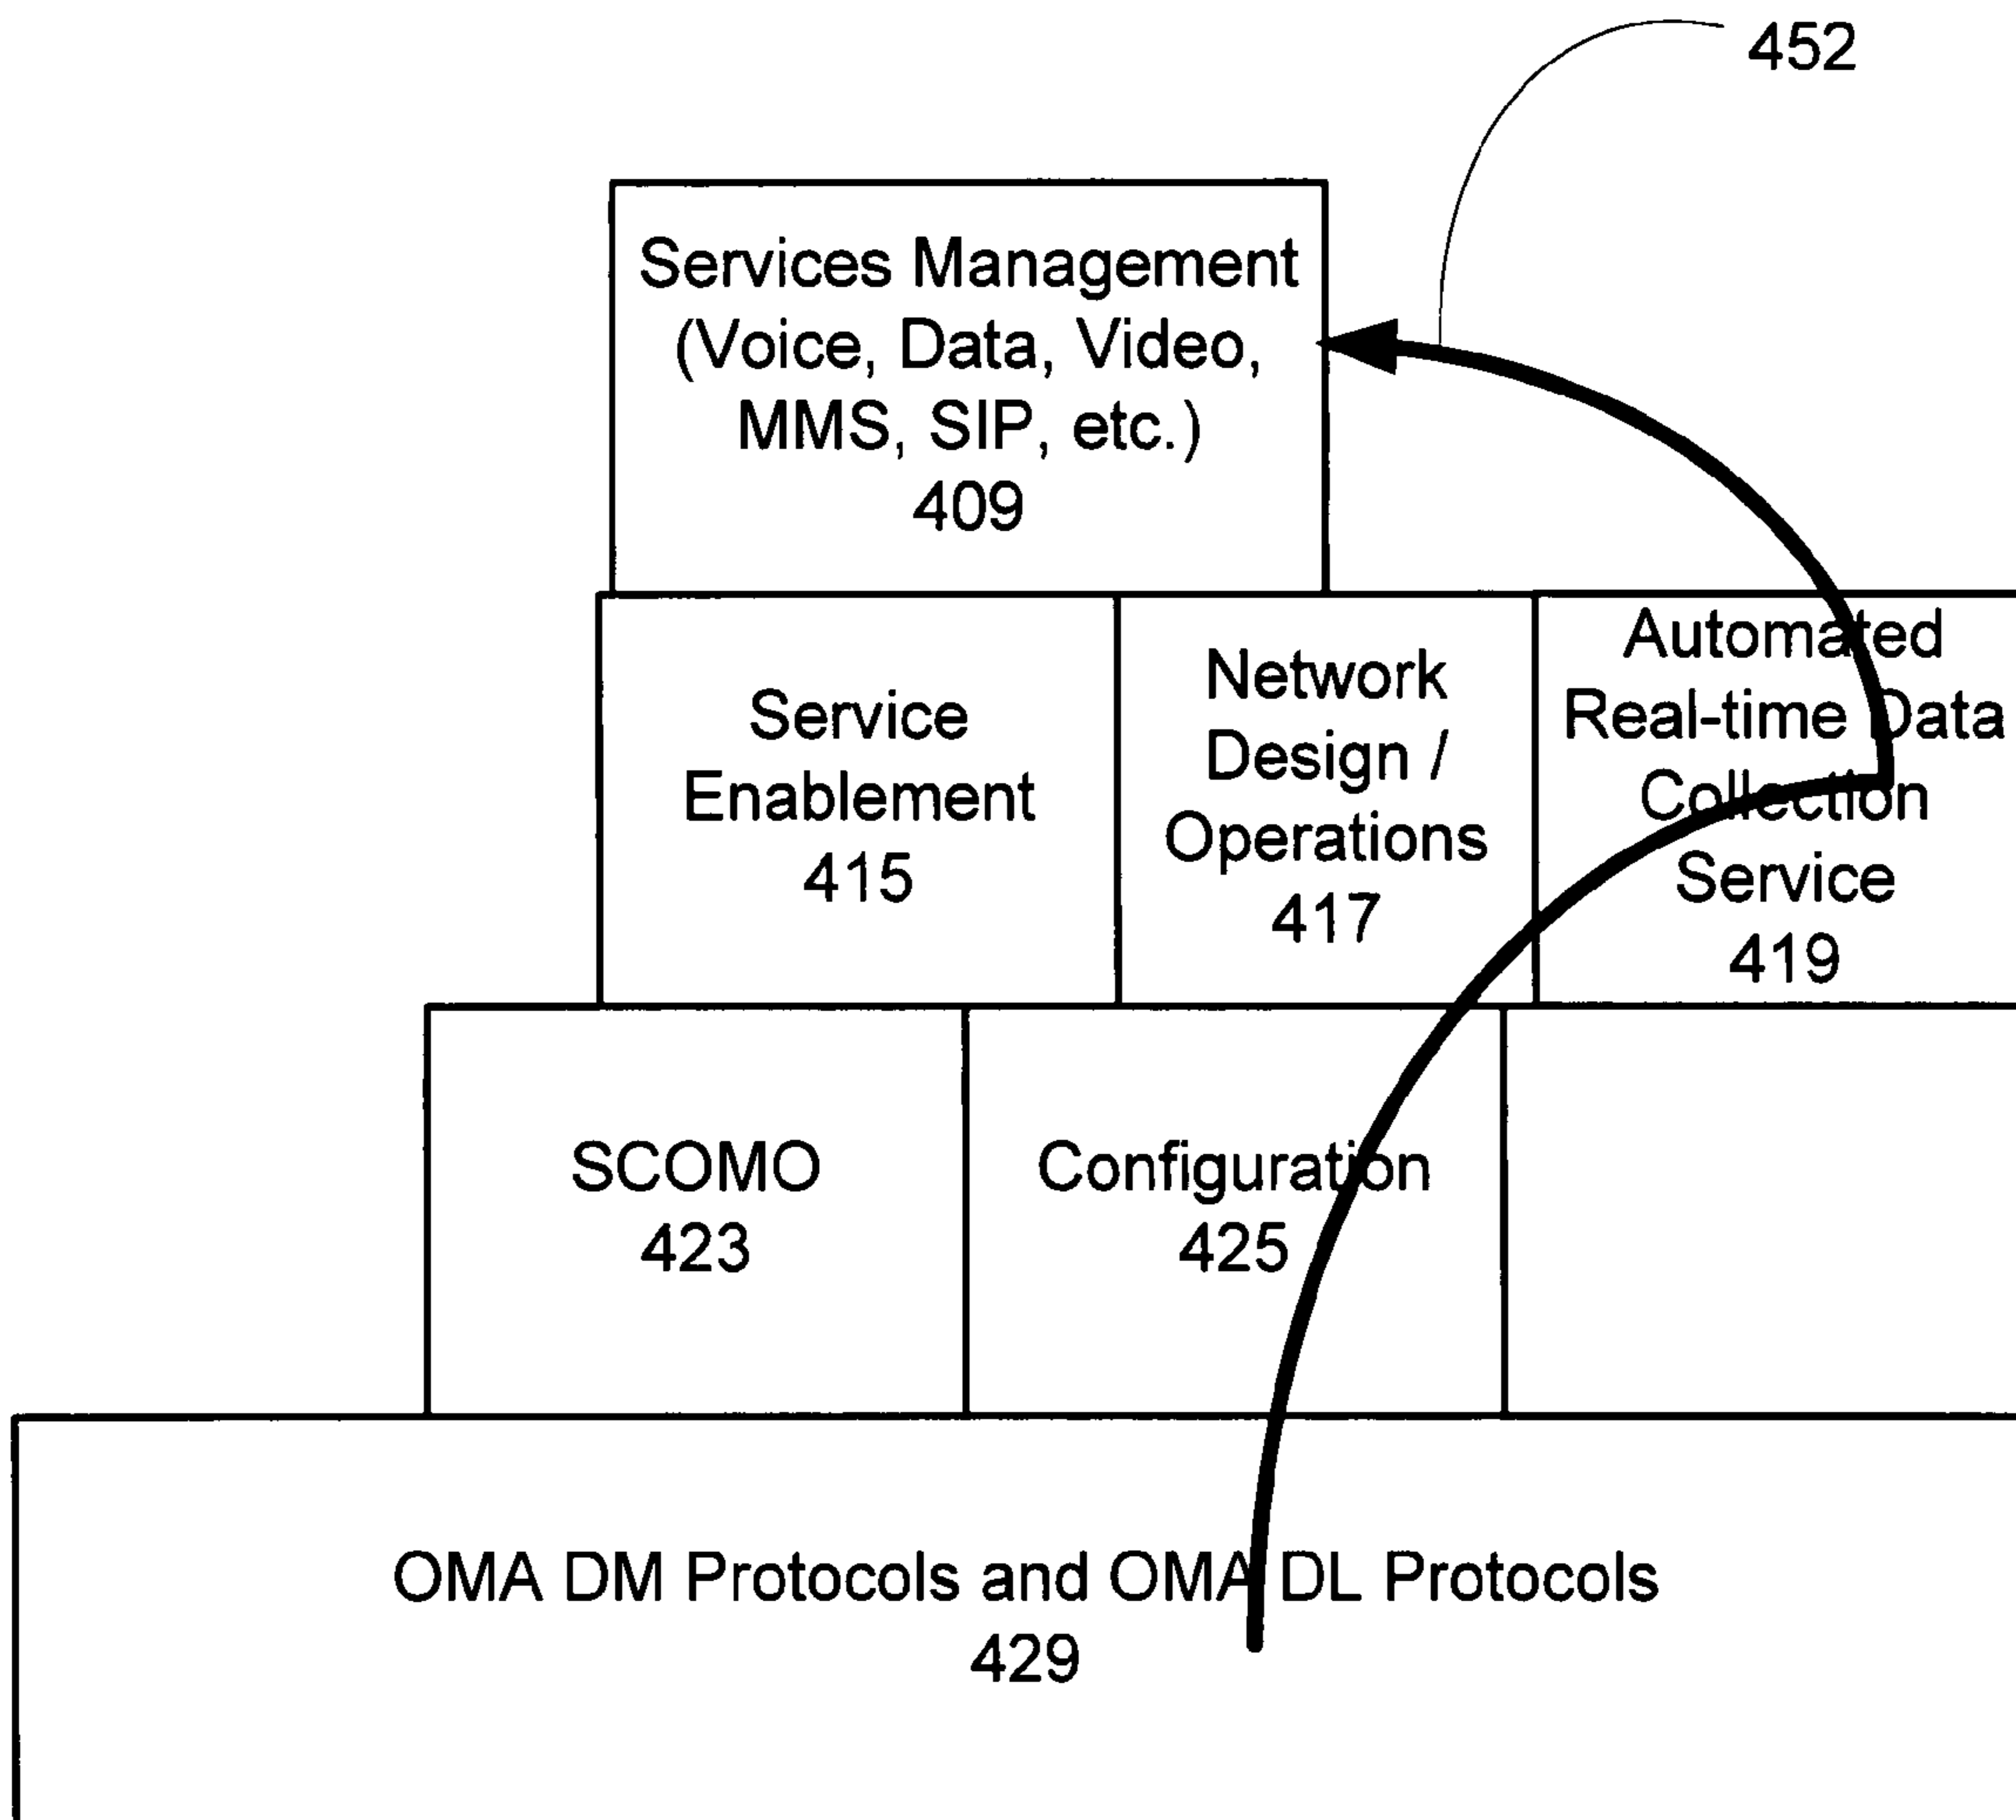 452
Services Management
(Voice, Data, Video,
MMS, SIP, etc.)
409
Service
Enablement
415
Network
Design /
Operations
417
Automated
Real-time Data
Collection
Service
419
SCOMO
423
Configuration
425
OMA DM Protocols and OMA DL Protocols
429